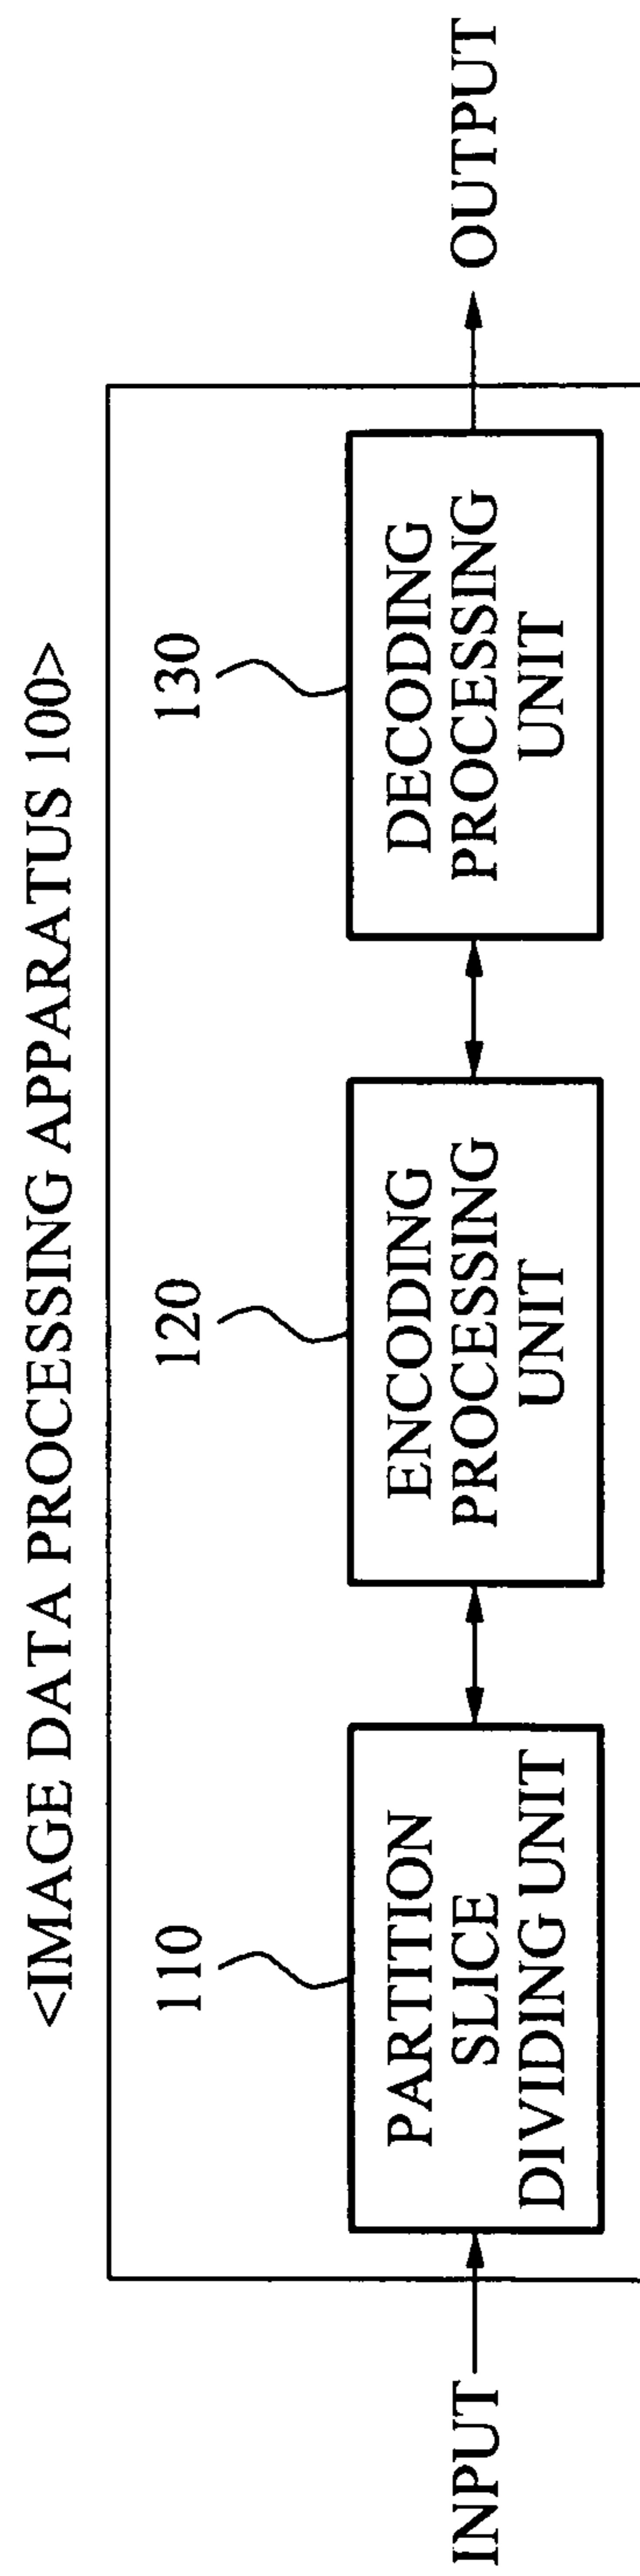 <IMAGE DATA PROCESSING APPARATUS 100>
110
120
130
INPUT
PARTITION
SLICE
DIVIDING UNIT
ENCODING
PROCESSING
UNIT
DECODING
PROCESSING
UNIT
OUTPUT